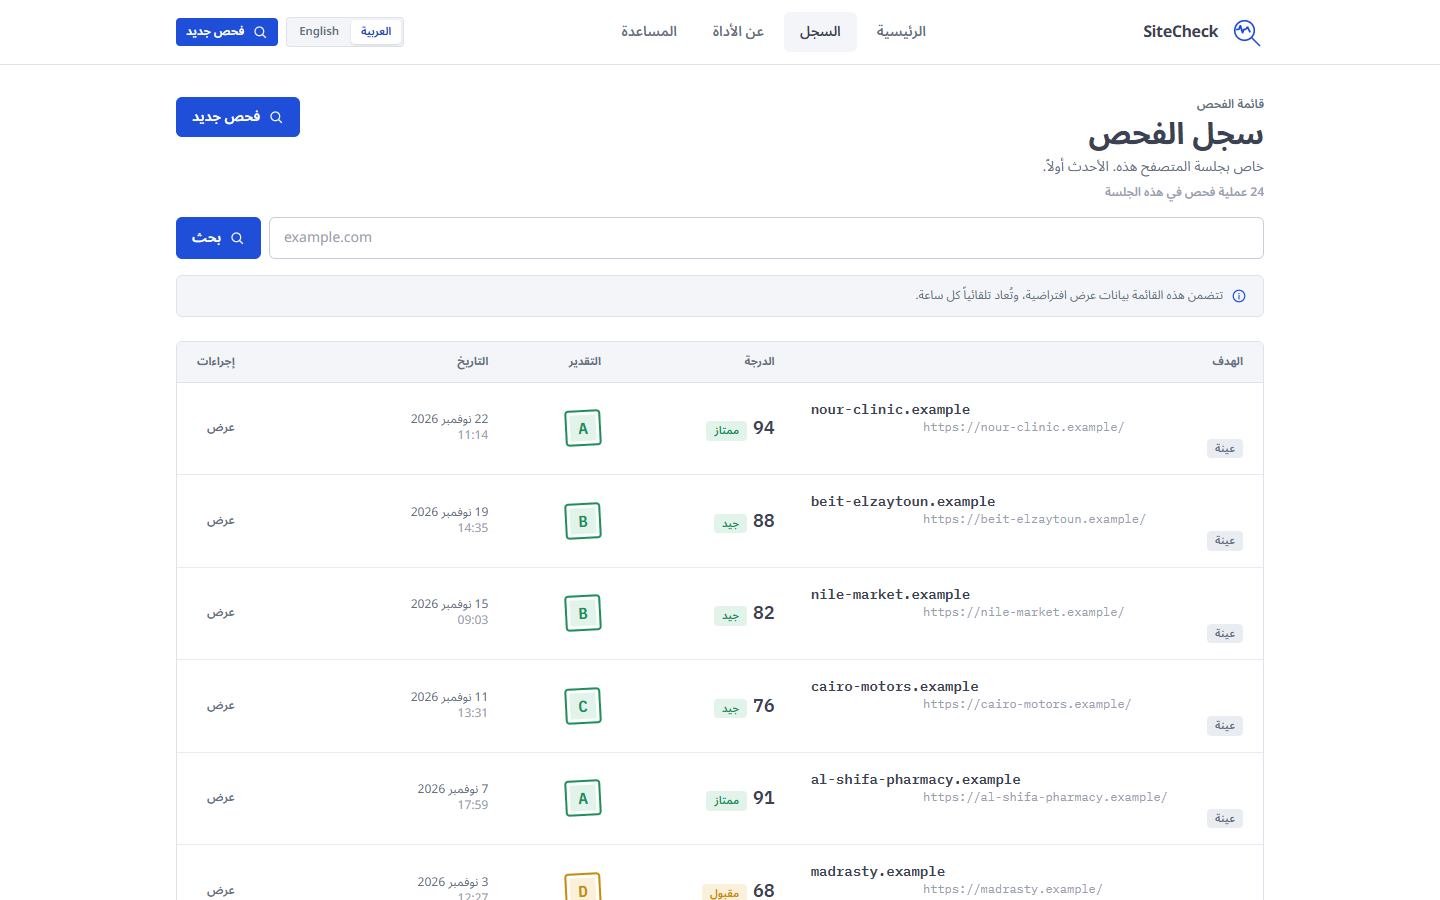 SiteCheck
الرئيسية
السجل
عن الأداة
المساعدة
العربية
English
فحص جديد
قائمة الفحص
سجل الفحص
خاص بجلسة المتصفح هذه. الأحدث أولاً.
24 عملية فحص في هذه الجلسة
فحص جديد
example.com
بحث
تتضمن هذه القائمة بيانات عرض افتراضية، وتُعاد تلقائياً كل ساعة.
الهدف الدرجة التقدير التاريخ إجراءات
nour-clinic.example
https://nour-clinic.example/
عينة
94 ممتاز
A
22 نوفمبر 2026
11:14
عرض
beit-elzaytoun.example
https://beit-elzaytoun.example/
عينة
88 جيد
B
19 نوفمبر 2026
14:35
عرض
nile-market.example
https://nile-market.example/
عينة
82 جيد
B
15 نوفمبر 2026
09:03
عرض
cairo-motors.example
https://cairo-motors.example/
عينة
76 جيد
C
11 نوفمبر 2026
13:31
عرض
al-shifa-pharmacy.example
https://al-shifa-pharmacy.example/
عينة
91 ممتاز
A
7 نوفمبر 2026
17:59
عرض
madrasty.example
https://madrasty.example/
68 مقبول
D
3 نوفمبر 2026
12:27
عرض